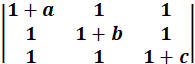 |1 + a 1 1|
|1 1 + b 1|
|1 1 1 + c|